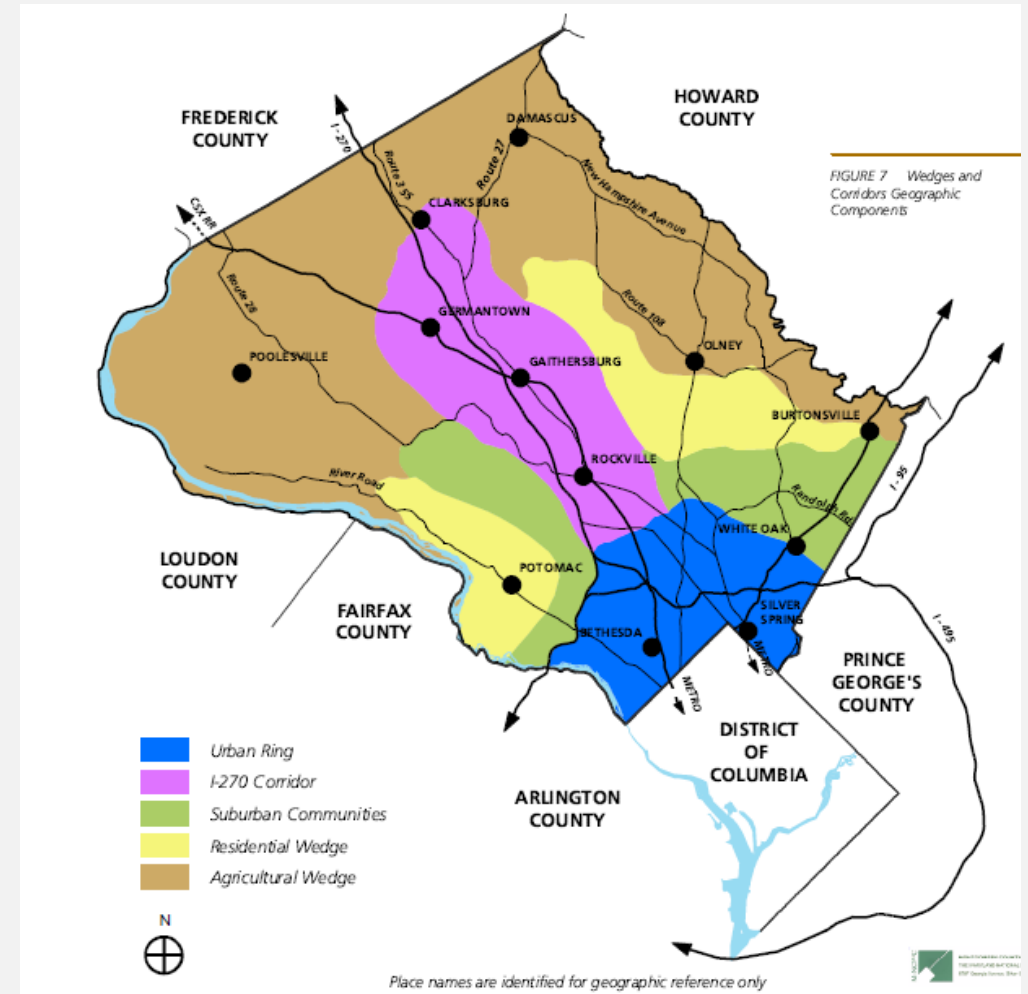 HOWARD
COUNTY
FREDERICK
COUNTY
DAMASCUS
I-270
Route 355
Route 27
New Hampshire Avenue
FIGURE 7 Wedges and
Corridors Geographic
Components
CLARKSBURG
CSX RR
Route 28
GERMANTOWN
Route 108
OLNEY
POOLESVILLE
GAITHERSBURG
BURTONSVILLE
ROCKVILLE
I-95
River Road
Randolph Rd.
WHITE OAK
LOUDON
COUNTY
POTOMAC
FAIRFAX
COUNTY
SILVER
SPRING
BETHESDA
I-495
METRO
METRO
PRINCE
GEORGE'S
COUNTY
DISTRICT
OF
COLUMBIA
Urban Ring
I-270 Corridor
Suburban Communities
Residential Wedge
Agricultural Wedge
ARLINGTON
COUNTY
N
Place names are identified for geographic reference only